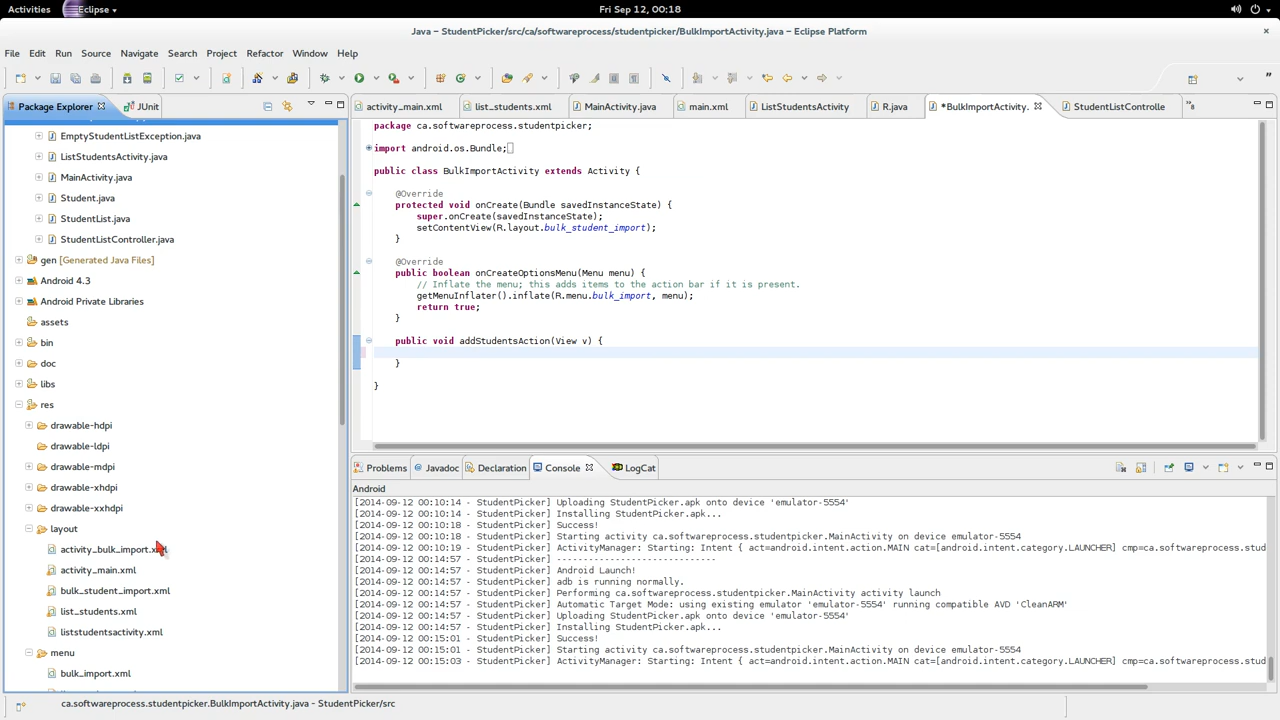 Activities Eclipse Fri Sep 12, 00:18
Java – StudentPicker/src/ca/softwareprocess/studentpicker/BulkImportActivity.java – Eclipse Platform
File Edit Run Source Navigate Search Project Refactor Window Help
Package Explorer JUnit
EmptyStudentListException.java
ListStudentsActivity.java
MainActivity.java
Student.java
StudentList.java
StudentListController.java
gen [Generated Java Files]
Android 4.3
Android Private Libraries
assets
bin
doc
libs
res
drawable-hdpi
drawable-ldpi
drawable-mdpi
drawable-xhdpi
drawable-xxhdpi
layout
activity_bulk_import.xml
activity_main.xml
bulk_student_import.xml
list_students.xml
liststudentsactivity.xml
menu
bulk_import.xml
activity_main.xml list_students.xml MainActivity.java main.xml ListStudentsActivity R.java *BulkImportActivity. StudentListControlle »8
package ca.softwareprocess.studentpicker;
import android.os.Bundle;
public class BulkImportActivity extends Activity {
@Override
protected void onCreate(Bundle savedInstanceState) {
super.onCreate(savedInstanceState);
setContentView(R.layout.bulk_student_import);
}
@Override
public boolean onCreateOptionsMenu(Menu menu) {
// Inflate the menu; this adds items to the action bar if it is present.
getMenuInflater().inflate(R.menu.bulk_import, menu);
return true;
}
public void addStudentsAction(View v) {
}
}
Problems Javadoc Declaration Console LogCat
Android
[2014-09-12 00:10:14 - StudentPicker] Uploading StudentPicker.apk onto device 'emulator-5554'
[2014-09-12 00:10:14 - StudentPicker] Installing StudentPicker.apk...
[2014-09-12 00:10:18 - StudentPicker] Success!
[2014-09-12 00:10:18 - StudentPicker] Starting activity ca.softwareprocess.studentpicker.MainActivity on device emulator-5554
[2014-09-12 00:10:19 - StudentPicker] ActivityManager: Starting: Intent { act=android.intent.action.MAIN cat=[android.intent.category.LAUNCHER] cmp=ca.softwareprocess.stud
[2014-09-12 00:14:57 - StudentPicker] ------------------------------
[2014-09-12 00:14:57 - StudentPicker] Android Launch!
[2014-09-12 00:14:57 - StudentPicker] adb is running normally.
[2014-09-12 00:14:57 - StudentPicker] Performing ca.softwareprocess.studentpicker.MainActivity activity launch
[2014-09-12 00:14:57 - StudentPicker] Automatic Target Mode: using existing emulator 'emulator-5554' running compatible AVD 'CleanARM'
[2014-09-12 00:14:57 - StudentPicker] Uploading StudentPicker.apk onto device 'emulator-5554'
[2014-09-12 00:14:57 - StudentPicker] Installing StudentPicker.apk...
[2014-09-12 00:15:01 - StudentPicker] Success!
[2014-09-12 00:15:01 - StudentPicker] Starting activity ca.softwareprocess.studentpicker.MainActivity on device emulator-5554
[2014-09-12 00:15:03 - StudentPicker] ActivityManager: Starting: Intent { act=android.intent.action.MAIN cat=[android.intent.category.LAUNCHER] cmp=ca.softwareprocess.stud
ca.softwareprocess.studentpicker.BulkImportActivity.java - StudentPicker/src